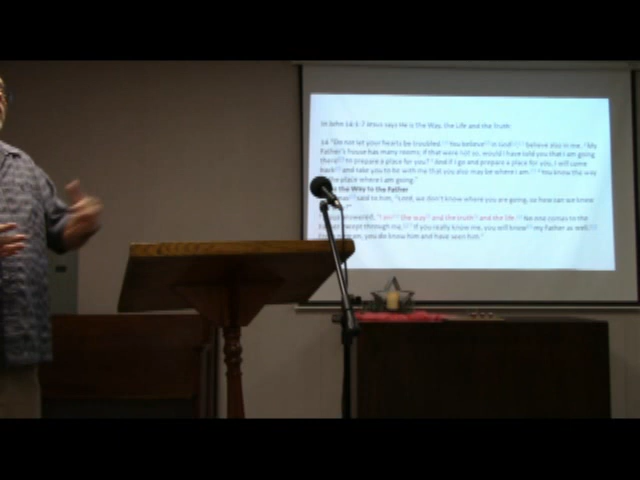 In John 14:1-7 Jesus says He is the Way, the Life and the Truth:
14 "Do not let your hearts be troubled. You believe in God believe also in me. My
Father's house has many rooms; if that were not so, would I have told you that I am going
there to prepare a place for you? And if I go and prepare a place for you, I will come
back and take you to be with me that you also may be where I am. You know the way
the place where I am going."
the Way to the Father
said to him, "Lord, we don't know where you are going, so how can we know
answered, "I am the way and the truth and the life. No one comes to the
except through me. If you really know me, you will know my Father as well.
on, you do know him and have seen him."